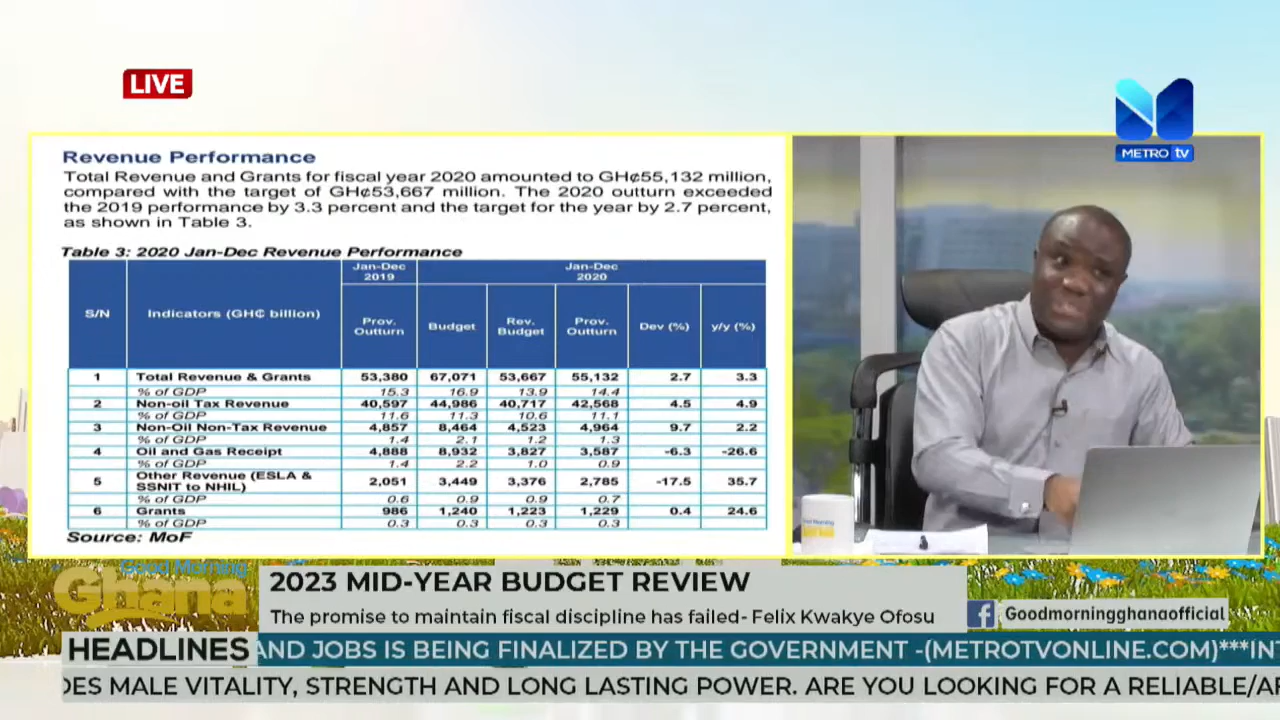 LIVE
METRO tv
Revenue Performance
Total Revenue and Grants for fiscal year 2020 amounted to GH¢55,132 million,
compared with the target of GH¢53,667 million. The 2020 outturn exceeded
the 2019 performance by 3.3 percent and the target for the year by 2.7 percent,
as shown in Table 3.
Table 3: 2020 Jan-Dec Revenue Performance
S/N Indicators (GH₵ billion) Jan-Dec 2019 Jan-Dec 2020
Prov. Outturn Budget Rev. Budget Prov. Outturn Dev (%) y/y (%)
1 Total Revenue & Grants 53,380 67,071 53,667 55,132 2.7 3.3
% of GDP 15.3 16.9 13.9 14.4
2 Non-oil Tax Revenue 40,597 44,986 40,717 42,568 4.5 4.9
% of GDP 11.6 11.3 10.6 11.1
3 Non-Oil Non-Tax Revenue 4,857 8,464 4,523 4,964 9.7 2.2
% of GDP 1.4 2.1 1.2 1.3
4 Oil and Gas Receipt 4,888 8,932 3,827 3,587 -6.3 -26.6
% of GDP 1.4 2.2 1.0 0.9
5 Other Revenue (ESLA & SSNIT to NHIL) 2,051 3,449 3,376 2,785 -17.5 35.7
% of GDP 0.6 0.9 0.9 0.7
6 Grants 986 1,240 1,223 1,229 0.4 24.6
% of GDP 0.3 0.3 0.3 0.3
Source: MoF
Good Morning
Ghana
2023 MID-YEAR BUDGET REVIEW
The promise to maintain fiscal discipline has failed- Felix Kwakye Ofosu
Goodmorningghanaofficial
HEADLINES AND JOBS IS BEING FINALIZED BY THE GOVERNMENT -(METROTVONLINE.COM)***INT
DES MALE VITALITY, STRENGTH AND LONG LASTING POWER. ARE YOU LOOKING FOR A RELIABLE/AF